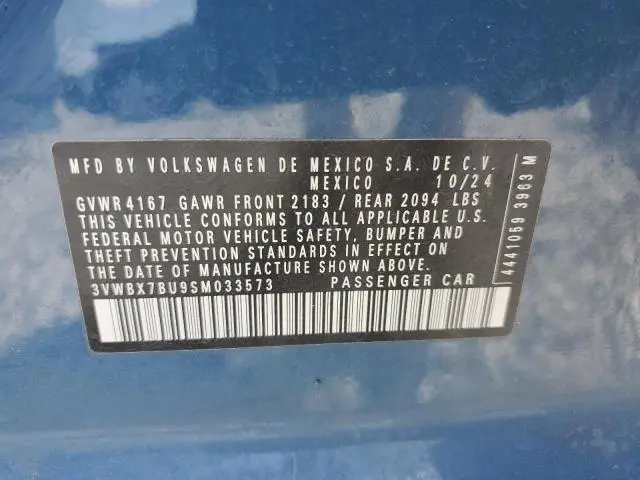 MFD BY VOLKSWAGEN DE MEXICO S.A. DE C.V.
MEXICO 10/24
GVWR 4167 GAWR FRONT 2183 / REAR 2094 LBS
THIS VEHICLE CONFORMS TO ALL APPLICABLE U.S.
FEDERAL MOTOR VEHICLE SAFETY, BUMPER AND
THEFT PREVENTION STANDARDS IN EFFECT ON
THE DATE OF MANUFACTURE SHOWN ABOVE.
3VWBX7BU9SM033573 PASSENGER CAR
4441069 3963 M